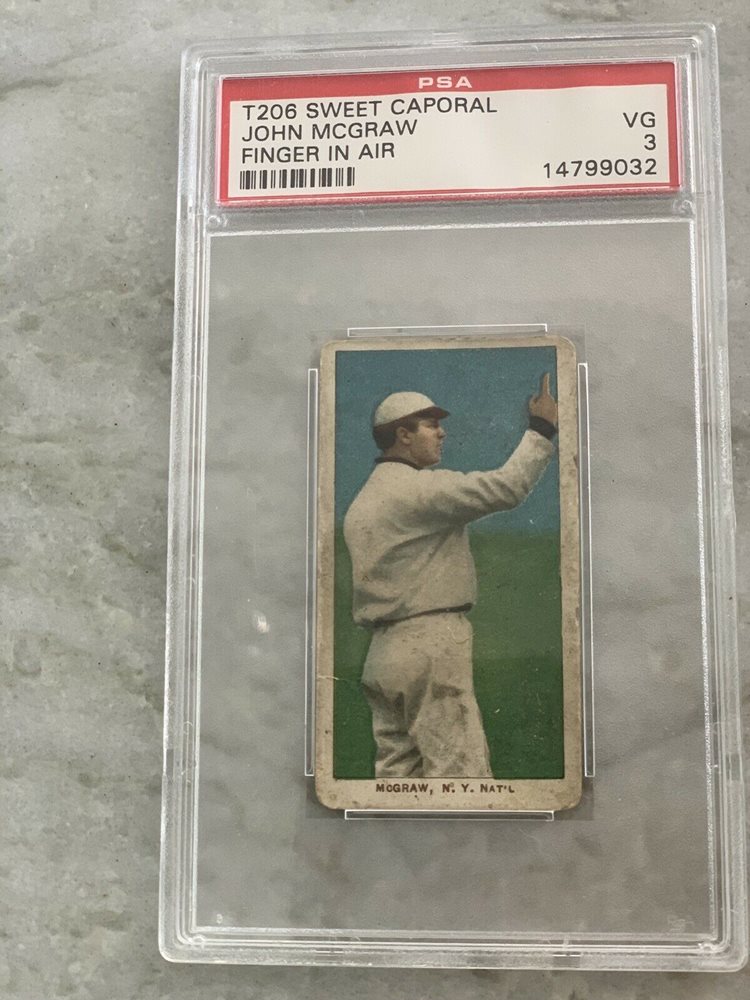 PSA
T206 SWEET CAPORAL
JOHN MCGRAW
FINGER IN AIR
VG
3
14799032
McGRAW, N. Y. NAT'L